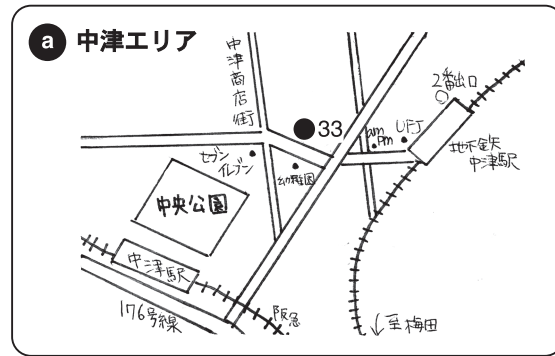 a 中津エリア
中津商店街
2番出口
33
am
pm
UFJ
地下鉄
中津駅
セブン
イレブン
幼稚園
中央公園
中津駅
176号線
阪急
至梅田